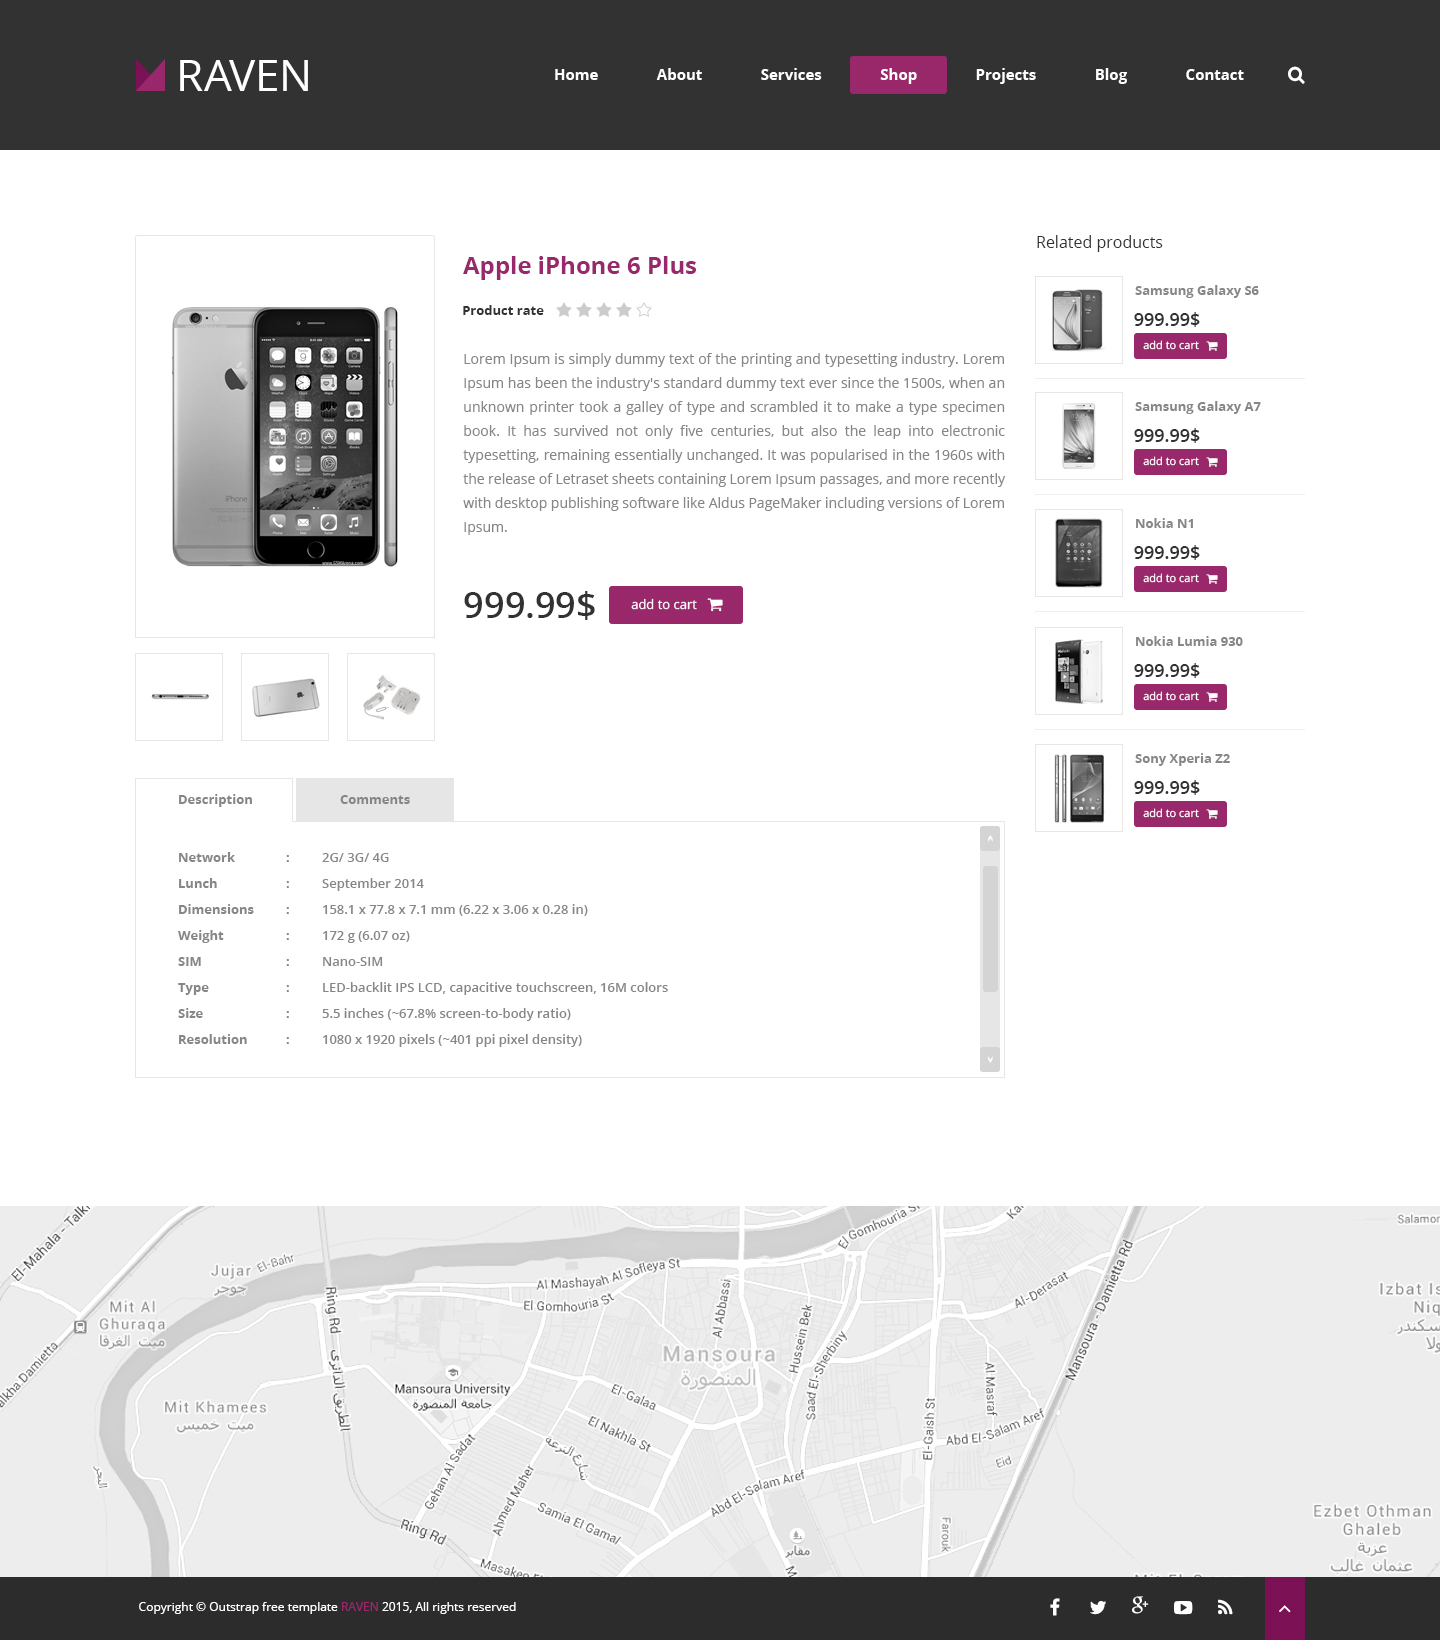 RAVEN
Home
About
Services
Shop
Projects
Blog
Contact
Apple iPhone 6 Plus
Product rate
Lorem Ipsum is simply dummy text of the printing and typesetting industry. Lorem
Ipsum has been the industry's standard dummy text ever since the 1500s, when an
unknown printer took a galley of type and scrambled it to make a type specimen
book. It has survived not only five centuries, but also the leap into electronic
typesetting, remaining essentially unchanged. It was popularised in the 1960s with
the release of Letraset sheets containing Lorem Ipsum passages, and more recently
with desktop publishing software like Aldus PageMaker including versions of Lorem
Ipsum.
999.99$
add to cart
iPhone
Related products
Samsung Galaxy S6
999.99$
add to cart
Samsung Galaxy A7
999.99$
add to cart
Nokia N1
999.99$
add to cart
Nokia Lumia 930
999.99$
add to cart
Sony Xperia Z2
999.99$
add to cart
Description
Comments
Network : 2G/ 3G/ 4G
Lunch : September 2014
Dimensions : 158.1 x 77.8 x 7.1 mm (6.22 x 3.06 x 0.28 in)
Weight : 172 g (6.07 oz)
SIM : Nano-SIM
Type : LED-backlit IPS LCD, capacitive touchscreen, 16M colors
Size : 5.5 inches (~67.8% screen-to-body ratio)
Resolution : 1080 x 1920 pixels (~401 ppi pixel density)
El-Mahala - Talkh
Jujar
جوجر
El-Bahr
Mit Al
Ghuraqa
ميت الغرقا
alkha Damietta
Mit Khamees
ميت خميس
البحر
Ring Rd
الطريق الدائري
Al Mashayah Al Sofleya St
El Gomhouria St
El Gomhouria St
Al Abbassi
Hussein Bek
Saad El-Sherbiny
Mansoura
المنصورة
Mansoura University
جامعة المنصورة
El-Galaa
El Nakhla St
شارع الترعة
Gehan Al Sadat
Ahmed Maher
Samia El Gamal
Ring Rd
Masaken El
Abd El-Salam Aref
Abd El-Salam Aref
El-Gaish St
Al Masraf
Al-Derasat
Mansoura - Damietta Rd
Eid
Farouk
مقابر
Salamon
Izbat Is
Niq
سكندر
ولا
Ezbet Othman
Ghaleb
عزبة
عثمان غالب
Copyright © Outstrap free template RAVEN 2015, All rights reserved